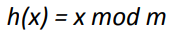 h(x) = x mod m